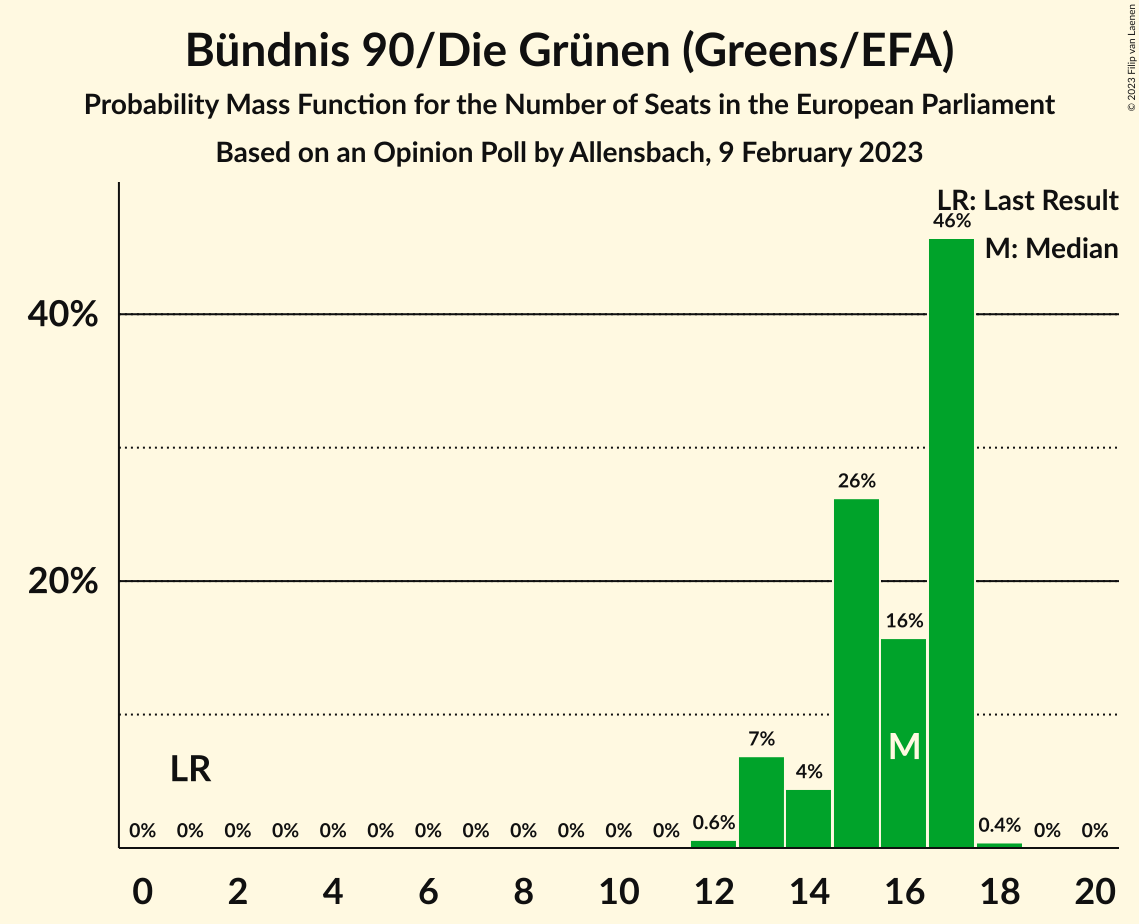 Bündnis 90/Die Grünen (Greens/EFA)
Probability Mass Function for the Number of Seats in the European Parliament
Based on an Opinion Poll by Allensbach, 9 February 2023
© 2023 Filip van Laenen
LR: Last Result
46%
M: Median
40%
26%
20%
16%
7%
M
4%
LR
0% 0% 0% 0% 0% 0% 0% 0% 0% 0% 0% 0% 0.6% 0.4% 0% 0%
0 2 4 6 8 10 12 14 16 18 20